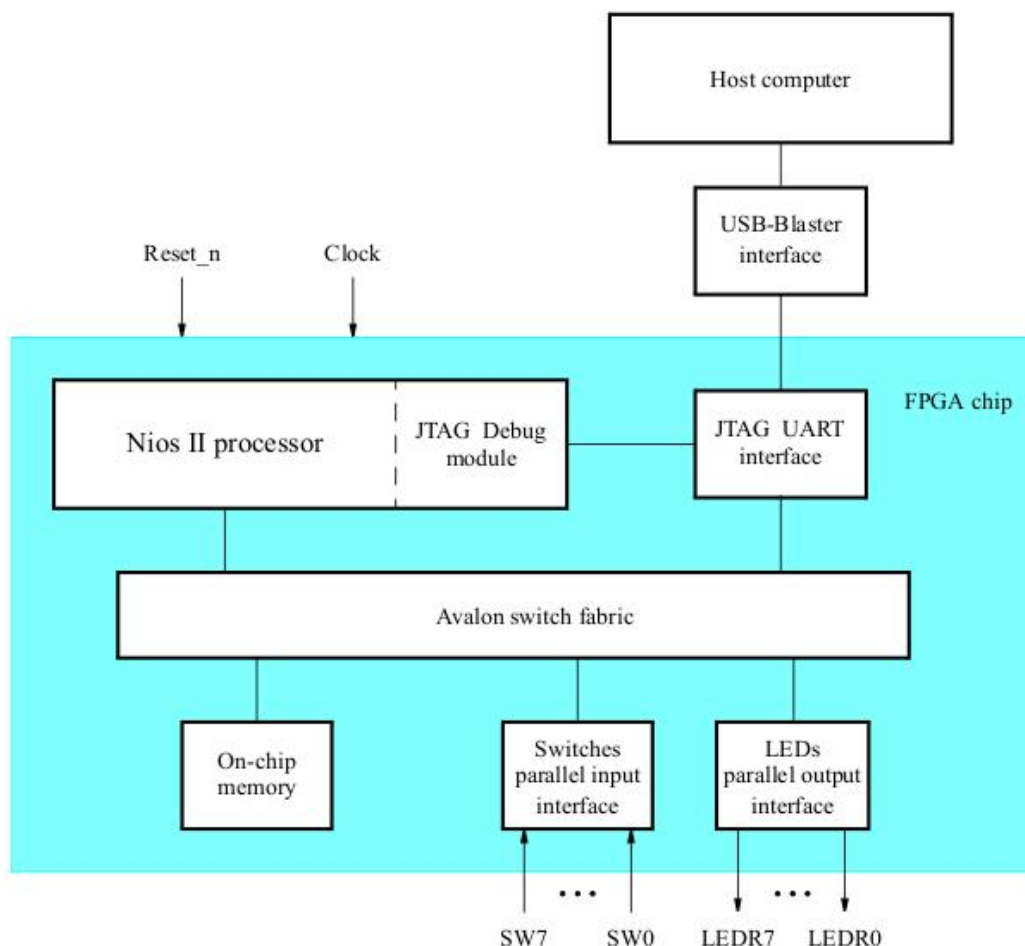 Host computer
USB-Blaster
interface
Reset_n
Clock
FPGA chip
Nios II processor
JTAG Debug
module
JTAG UART
interface
Avalon switch fabric
On-chip
memory
Switches
parallel input
interface
LEDs
parallel output
interface
SW7
•••
SW0
LEDR7
•••
LEDR0